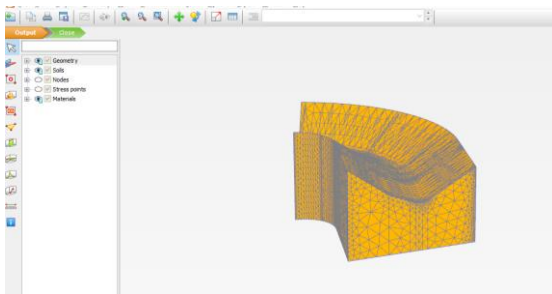 Output Close
Geometry
Soils
Nodes
Stress points
Materials